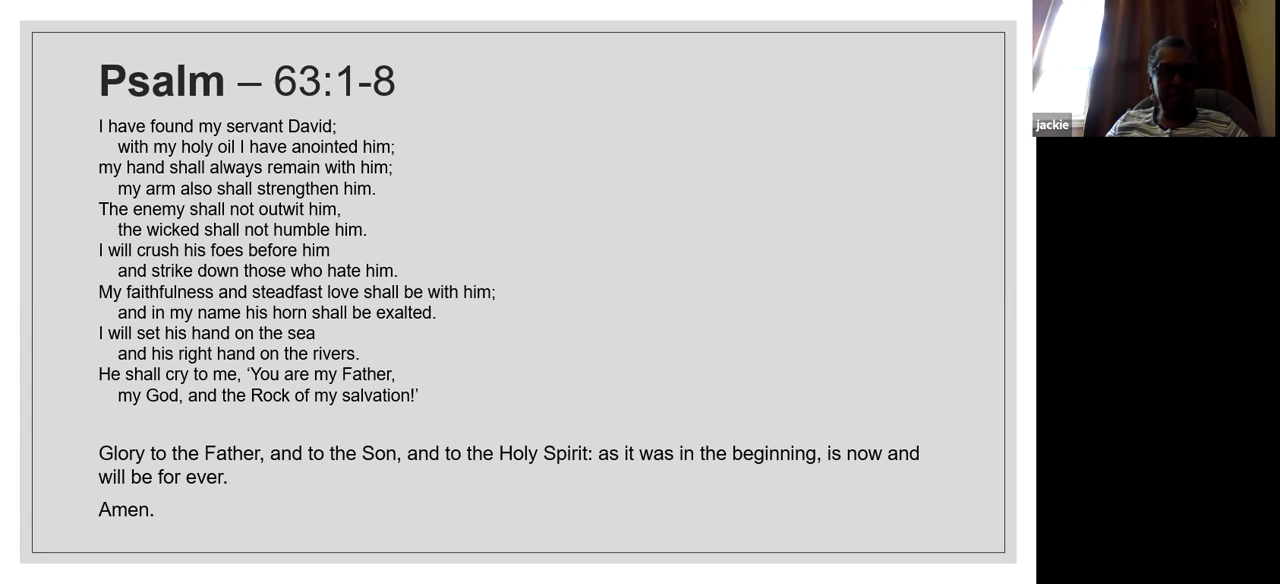 Psalm – 63:1-8
I have found my servant David;
with my holy oil I have anointed him;
my hand shall always remain with him;
my arm also shall strengthen him.
The enemy shall not outwit him,
the wicked shall not humble him.
I will crush his foes before him
and strike down those who hate him.
My faithfulness and steadfast love shall be with him;
and in my name his horn shall be exalted.
I will set his hand on the sea
and his right hand on the rivers.
He shall cry to me, ‘You are my Father,
my God, and the Rock of my salvation!’
Glory to the Father, and to the Son, and to the Holy Spirit: as it was in the beginning, is now and
will be for ever.
Amen.
jackie